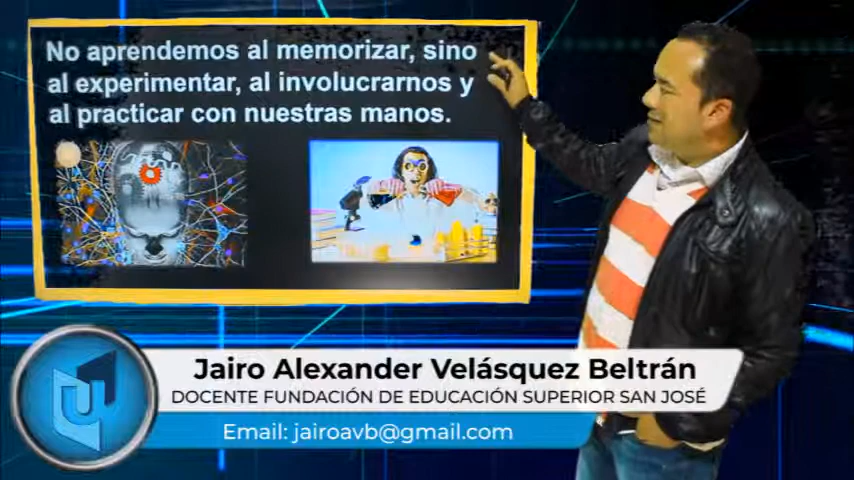 No aprendemos al memorizar, sino
al experimentar, al involucrarnos y
al practicar con nuestras manos.
Jairo Alexander Velásquez Beltrán
DOCENTE FUNDACIÓN DE EDUCACIÓN SUPERIOR SAN JOSÉ
Email: jairoavb@gmail.com